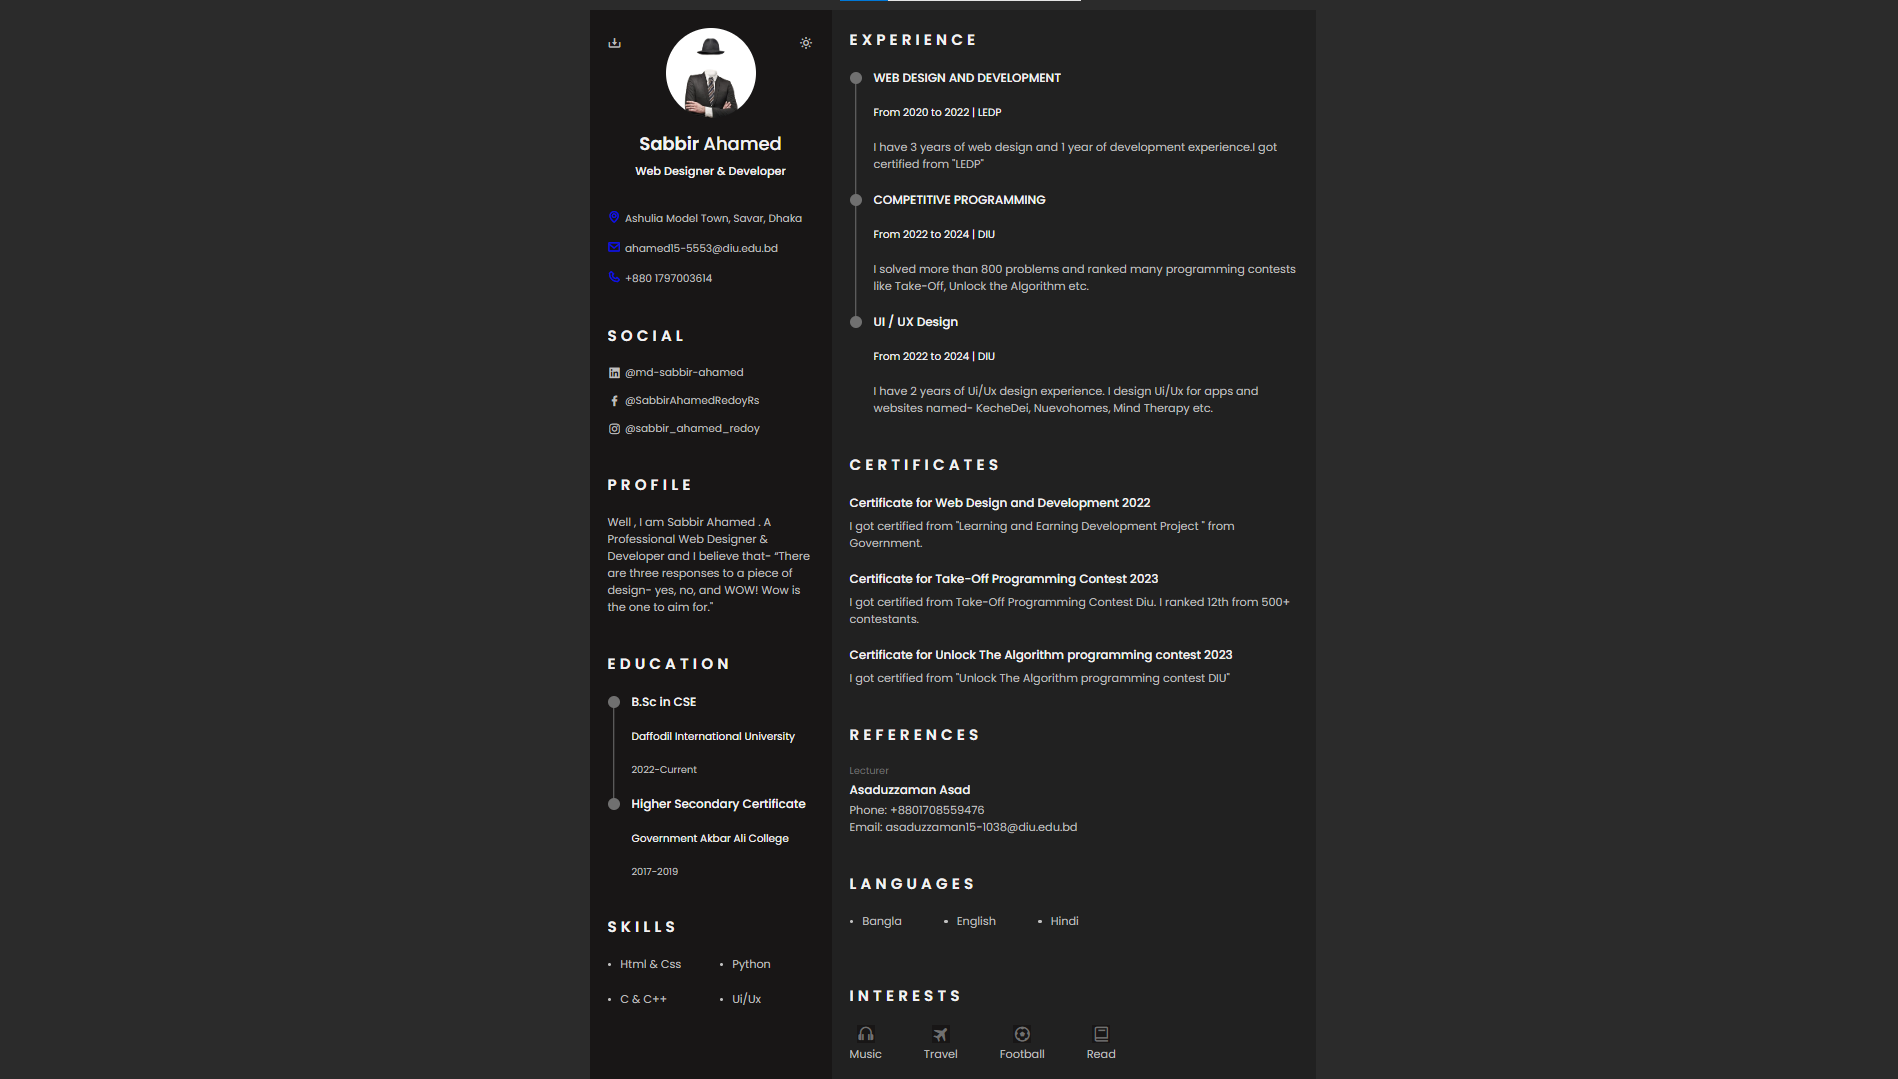 Sabbir Ahamed
Web Designer & Developer
Ashulia Model Town, Savar, Dhaka
ahamed15-5553@diu.edu.bd
+880 1797003614
SOCIAL
@md-sabbir-ahamed
@SabbirAhamedRedoyRs
@sabbir_ahamed_redoy
PROFILE
Well , I am Sabbir Ahamed . A
Professional Web Designer &
Developer and I believe that- “There
are three responses to a piece of
design- yes, no, and WOW! Wow is
the one to aim for."
EDUCATION
B.Sc in CSE
Daffodil International University
2022-Current
Higher Secondary Certificate
Government Akbar Ali College
2017-2019
SKILLS
• Html & Css • Python
• C & C++ • Ui/Ux
EXPERIENCE
WEB DESIGN AND DEVELOPMENT
From 2020 to 2022 | LEDP
I have 3 years of web design and 1 year of development experience.I got
certified from "LEDP"
COMPETITIVE PROGRAMMING
From 2022 to 2024 | DIU
I solved more than 800 problems and ranked many programming contests
like Take-Off, Unlock the Algorithm etc.
UI / UX Design
From 2022 to 2024 | DIU
I have 2 years of Ui/Ux design experience. I design Ui/Ux for apps and
websites named- KecheDei, Nuevohomes, Mind Therapy etc.
CERTIFICATES
Certificate for Web Design and Development 2022
I got certified from "Learning and Earning Development Project " from
Government.
Certificate for Take-Off Programming Contest 2023
I got certified from Take-Off Programming Contest Diu. I ranked 12th from 500+
contestants.
Certificate for Unlock The Algorithm programming contest 2023
I got certified from "Unlock The Algorithm programming contest DIU"
REFERENCES
Lecturer
Asaduzzaman Asad
Phone: +8801708559476
Email: asaduzzaman15-1038@diu.edu.bd
LANGUAGES
• Bangla • English • Hindi
INTERESTS
Music Travel Football Read